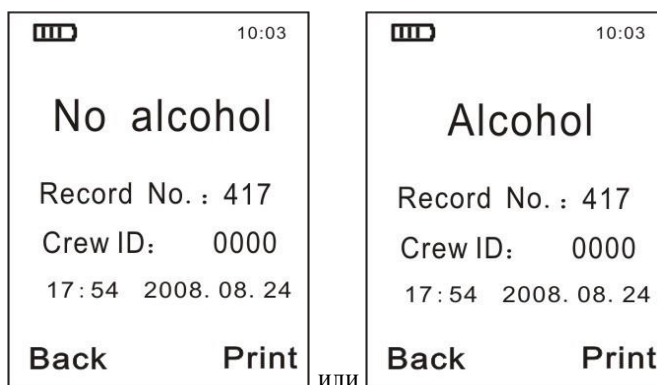 10:03
No alcohol
Record No. : 417
Crew ID: 0000
17:54 2008. 08. 24
Back Print
или
10:03
Alcohol
Record No. : 417
Crew ID: 0000
17:54 2008. 08. 24
Back Print